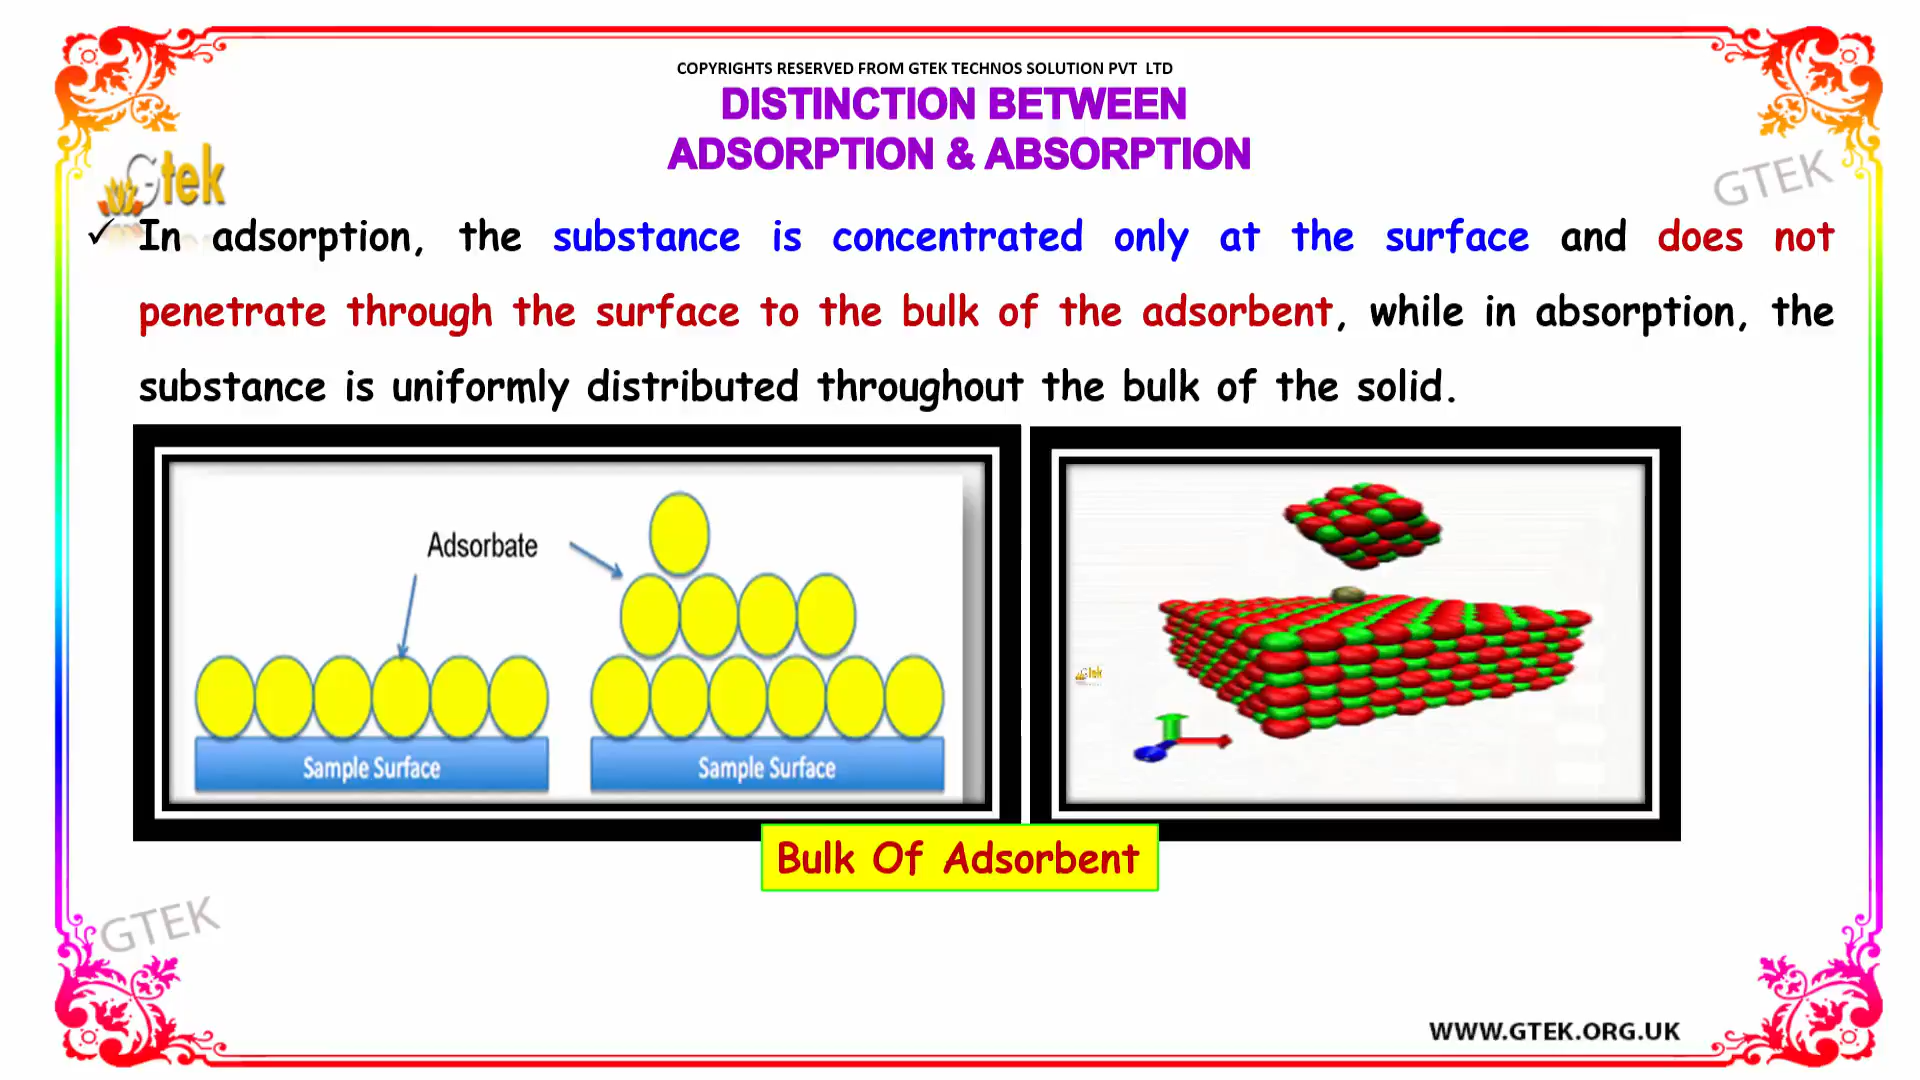 COPYRIGHTS RESERVED FROM GTEK TECHNOS SOLUTION PVT LTD
DISTINCTION BETWEEN
ADSORPTION & ABSORPTION
Gtek
GTEK
✓ In adsorption, the substance is concentrated only at the surface and does not
penetrate through the surface to the bulk of the adsorbent, while in absorption, the
substance is uniformly distributed throughout the bulk of the solid.
Adsorbate
Sample Surface
Sample Surface
Gtek
Bulk Of Adsorbent
GTEK
WWW.GTEK.ORG.UK